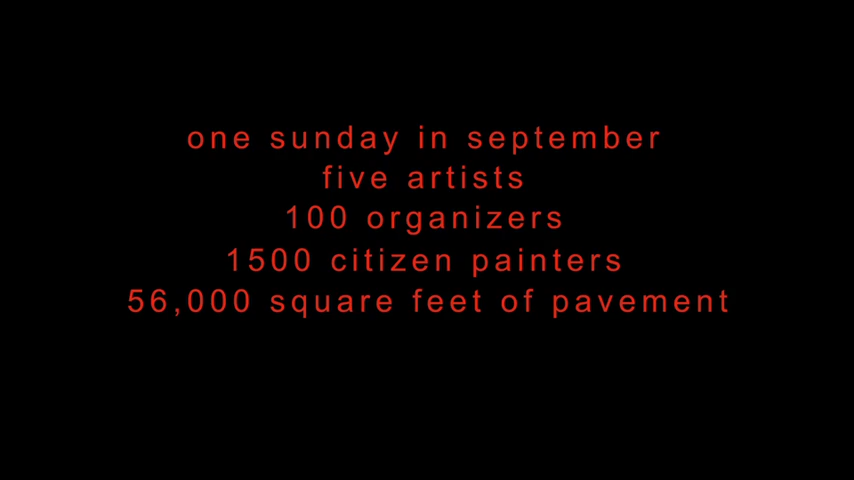 one sunday in september
five artists
100 organizers
1500 citizen painters
56,000 square feet of pavement